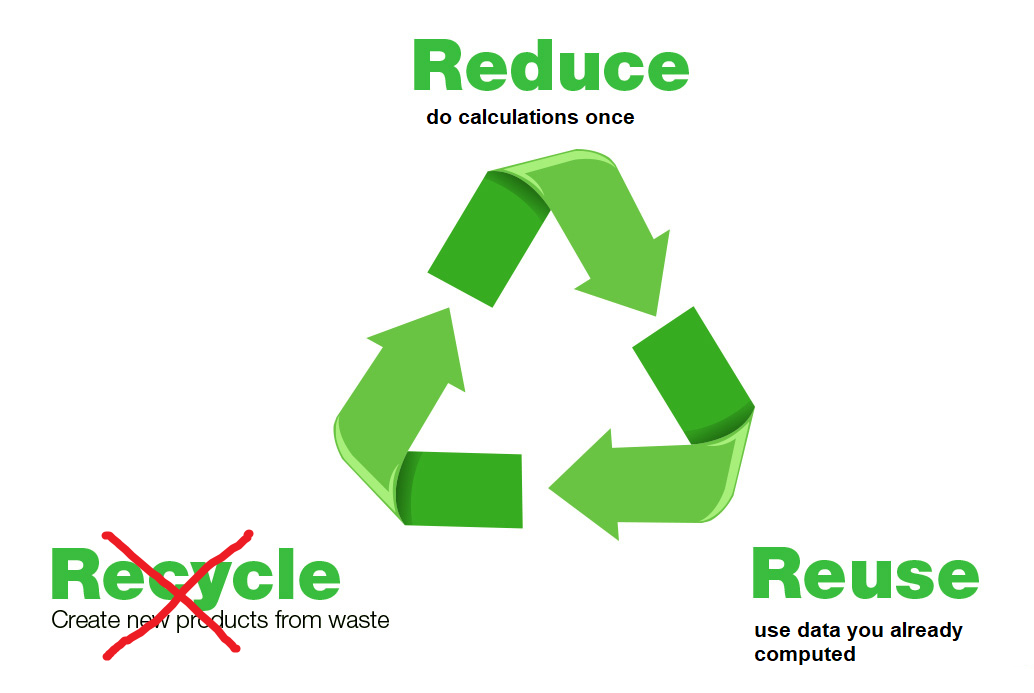 Reduce
do calculations once
Recycle
Create new products from waste
Reuse
use data you already
computed